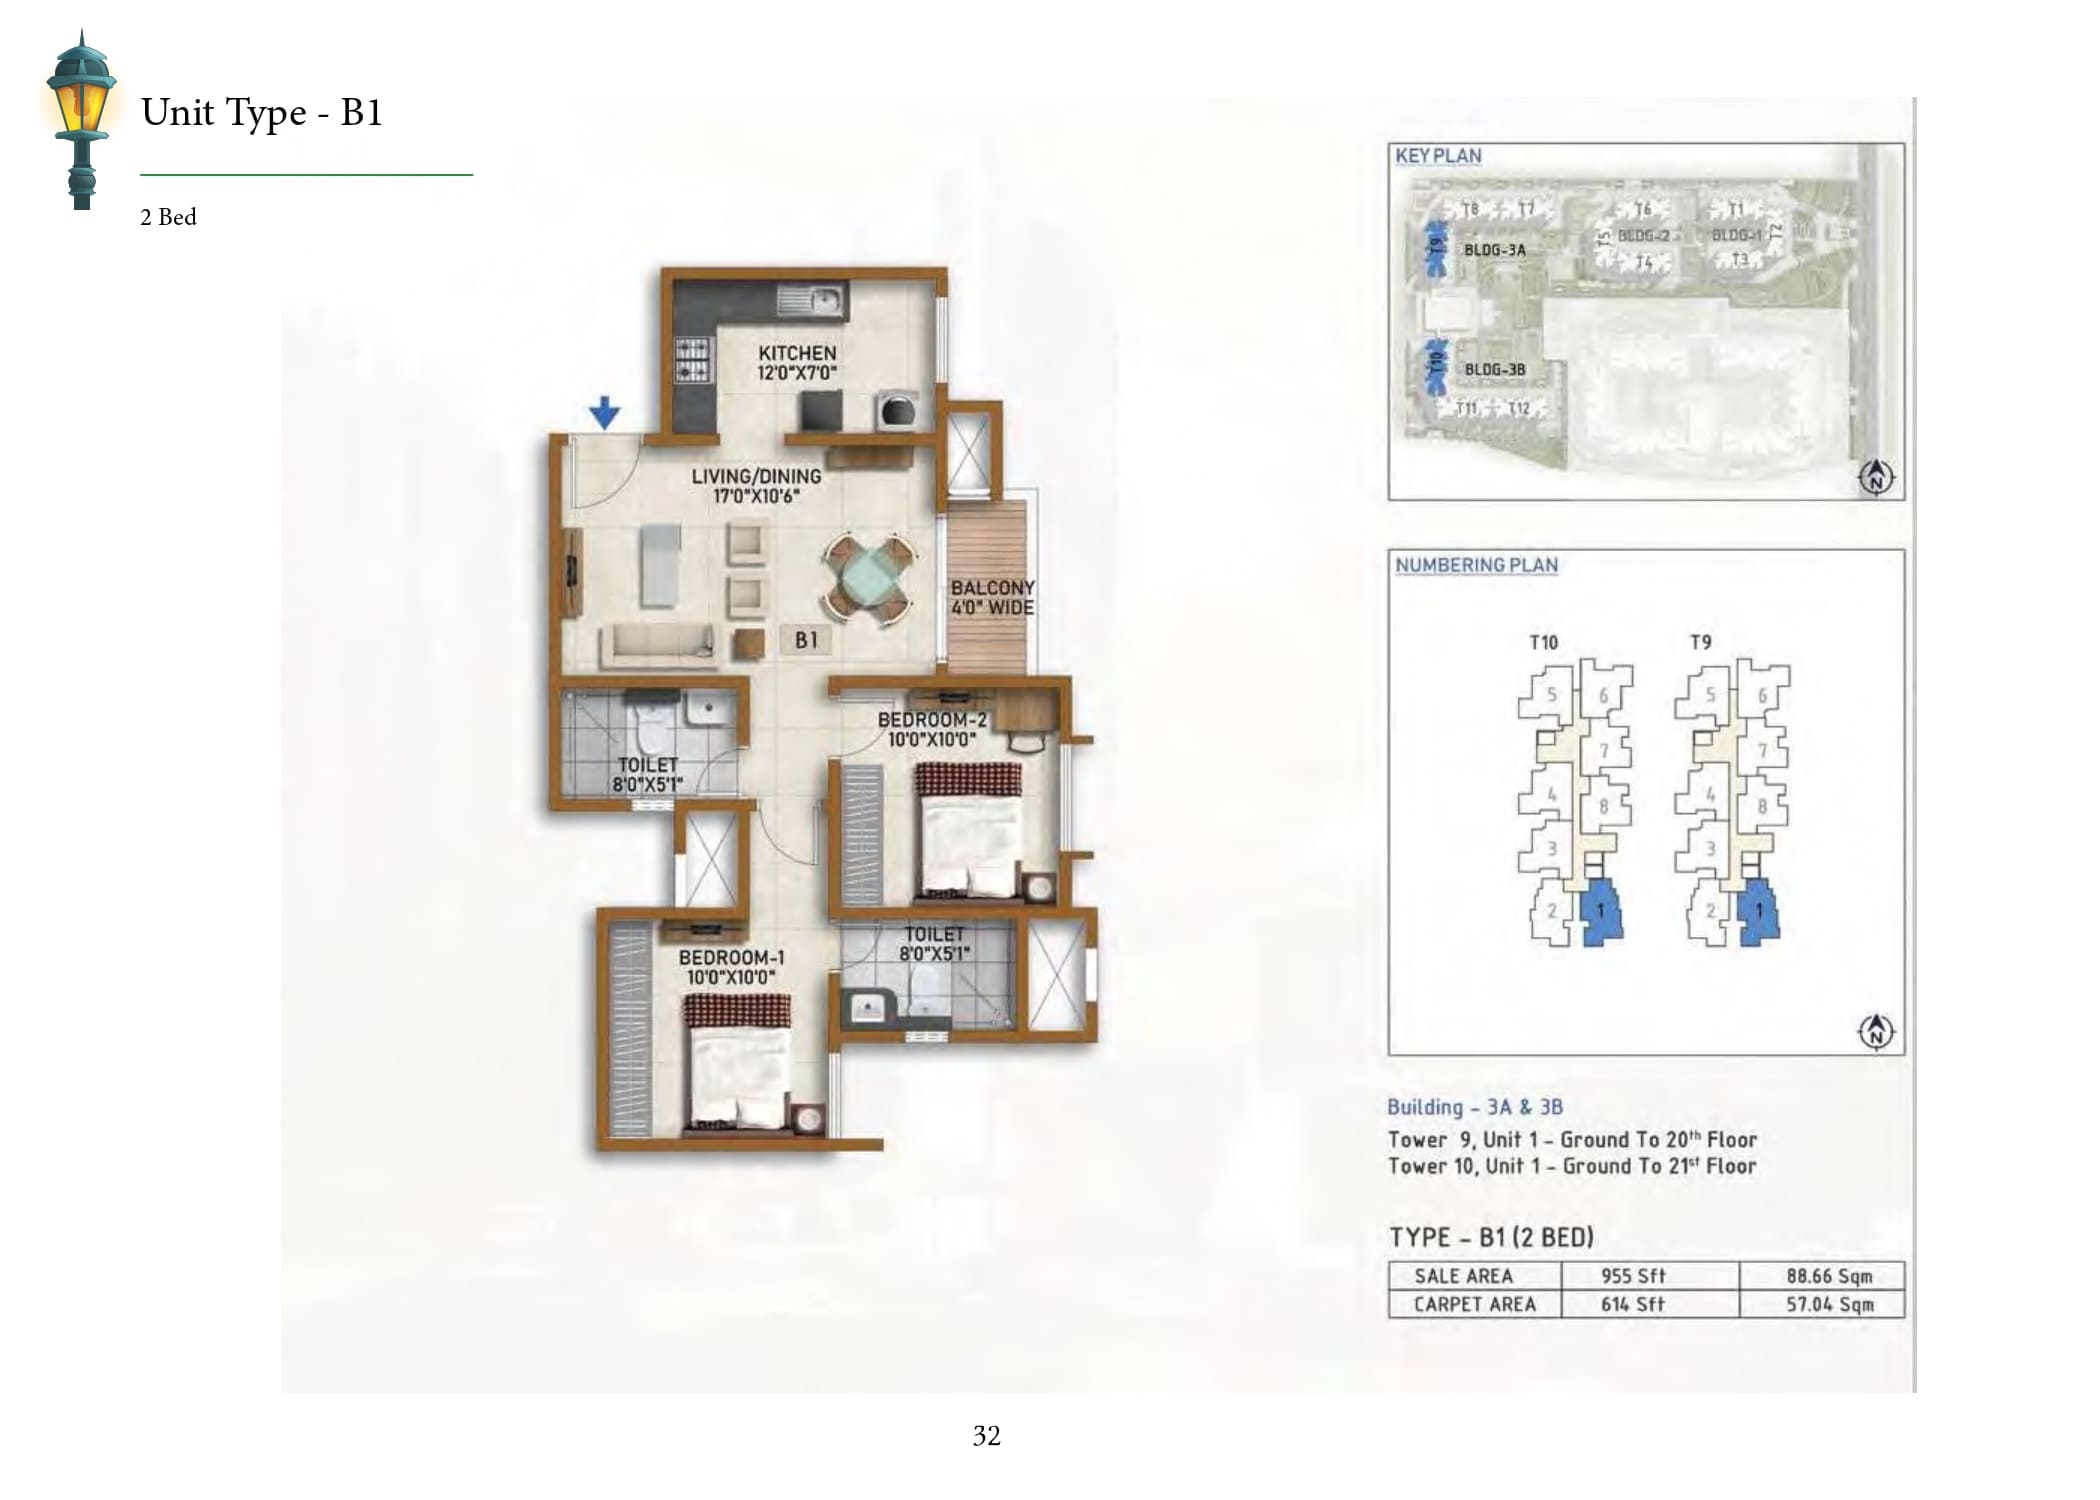 Unit Type - B1
2 Bed
KITCHEN
12'0"X7'0"
LIVING/DINING
17'0"X10'6"
BALCONY
4'0" WIDE
B1
BEDROOM-2
10'0"X10'0"
TOILET
8'0"X5'1"
TOILET
8'0"X5'1"
BEDROOM-1
10'0"X10'0"
KEY PLAN
T8 T7 T6 T1
T9 BLDG-3A T5 BLDG-2 BLDG-1 T2
T4 T3
T10 BLDG-3B
T11 T12
N
NUMBERING PLAN
T10 T9
5 6 5 6
7 7
4 8 4 8
3 3
2 1 2 1
N
Building - 3A & 3B
Tower 9, Unit 1 - Ground To 20th Floor
Tower 10, Unit 1 - Ground To 21st Floor
TYPE - B1 (2 BED)
SALE AREA 955 Sft 88.66 Sqm
CARPET AREA 614 Sft 57.04 Sqm
32